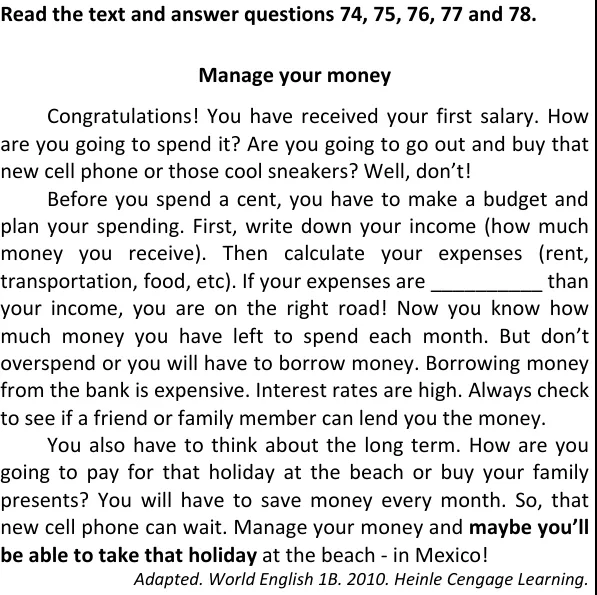 Read the text and answer questions 74, 75, 76, 77 and 78.
Manage your money
Congratulations! You have received your first salary. How
are you going to spend it? Are you going to go out and buy that
new cell phone or those cool sneakers? Well, don’t!
Before you spend a cent, you have to make a budget and
plan your spending. First, write down your income (how much
money you receive). Then calculate your expenses (rent,
transportation, food, etc). If your expenses are __________ than
your income, you are on the right road! Now you know how
much money you have left to spend each month. But don’t
overspend or you will have to borrow money. Borrowing money
from the bank is expensive. Interest rates are high. Always check
to see if a friend or family member can lend you the money.
You also have to think about the long term. How are you
going to pay for that holiday at the beach or buy your family
presents? You will have to save money every month. So, that
new cell phone can wait. Manage your money and maybe you’ll
be able to take that holiday at the beach - in Mexico!
Adapted. World English 1B. 2010. Heinle Cengage Learning.